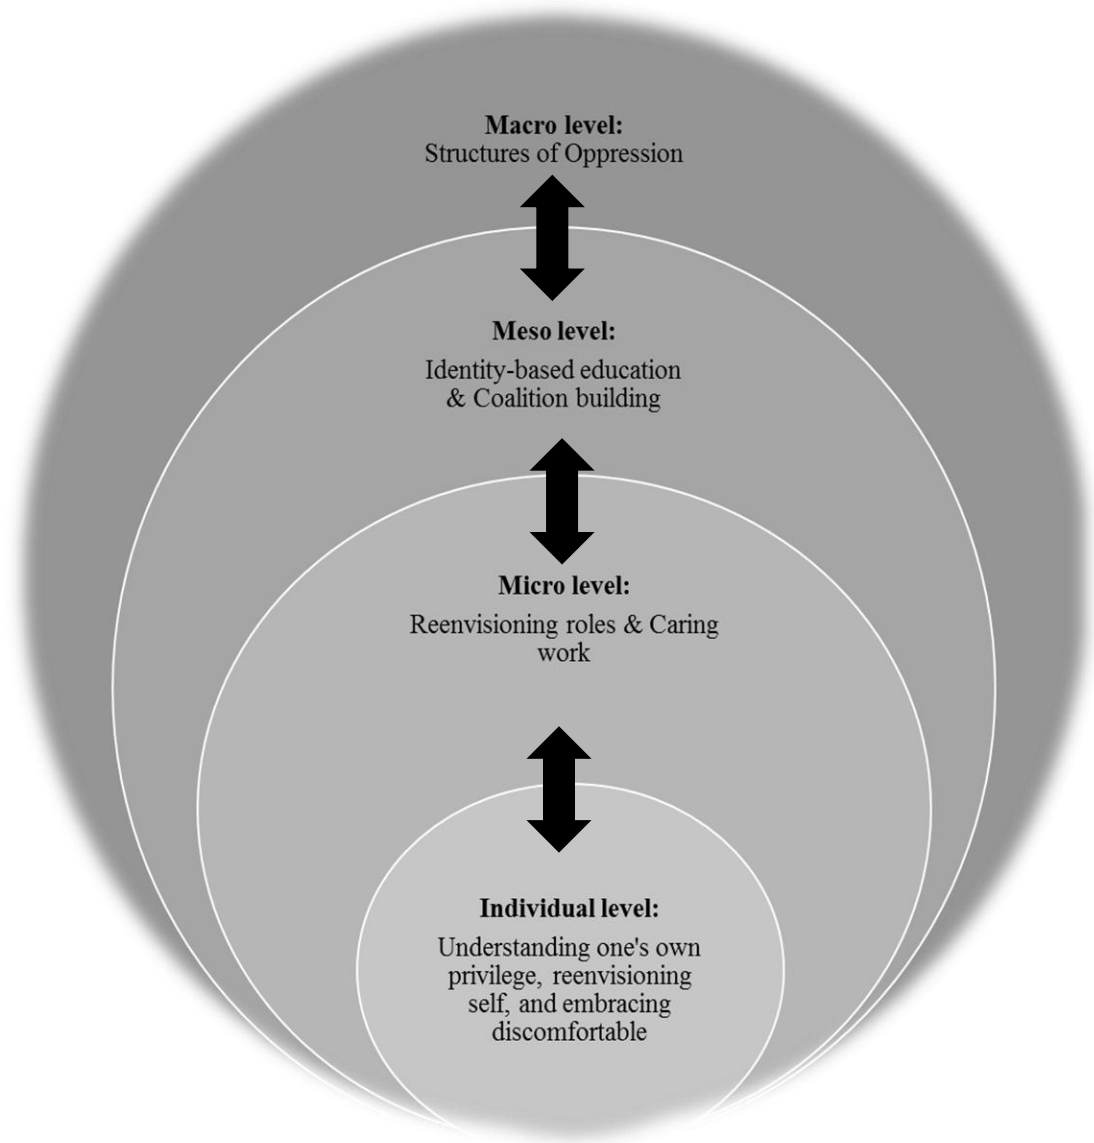 Macro level:
Structures of Oppression
Meso level:
Identity-based education
& Coalition building
Micro level:
Reenvisioning roles & Caring
work
Individual level:
Understanding one's own
privilege, reenvisioning
self, and embracing
discomfortable